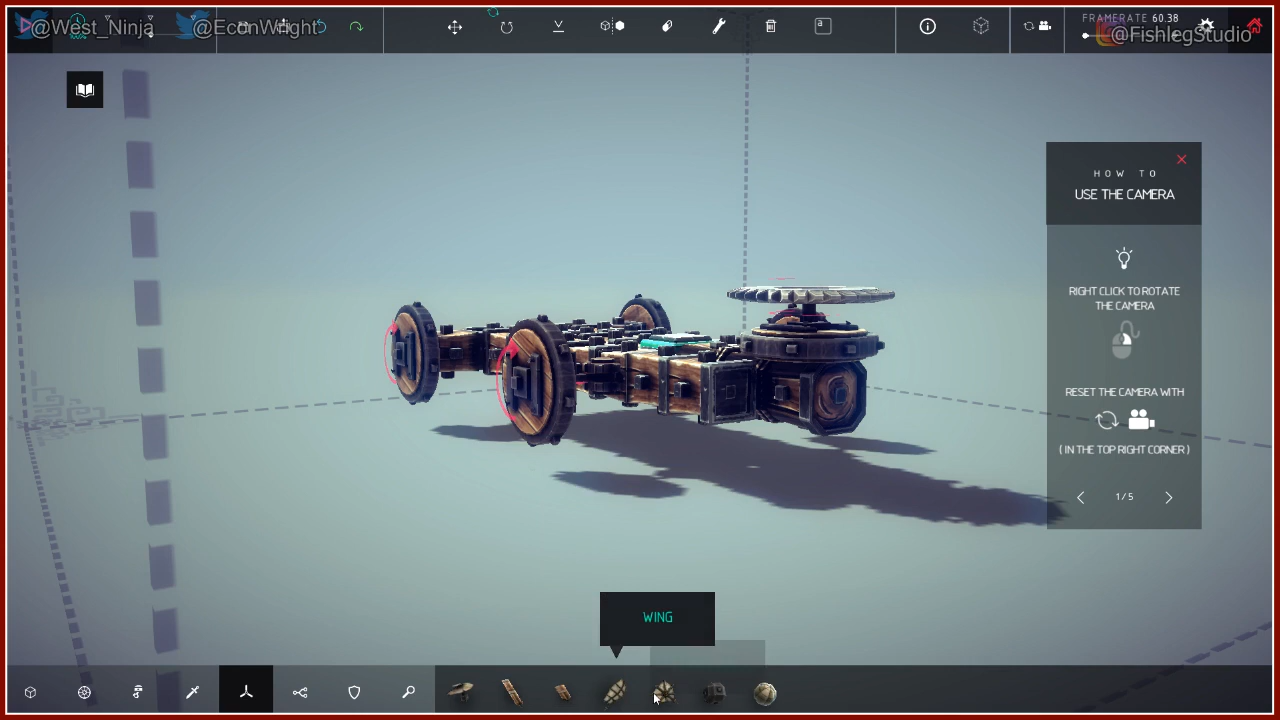 @West_Ninja
@EconWright
FRAMERATE 60.38
@FishlegStudio
a
HOW TO
USE THE CAMERA
RIGHT CLICK TO ROTATE
THE CAMERA
RESET THE CAMERA WITH
( IN THE TOP RIGHT CORNER )
1/5
WING